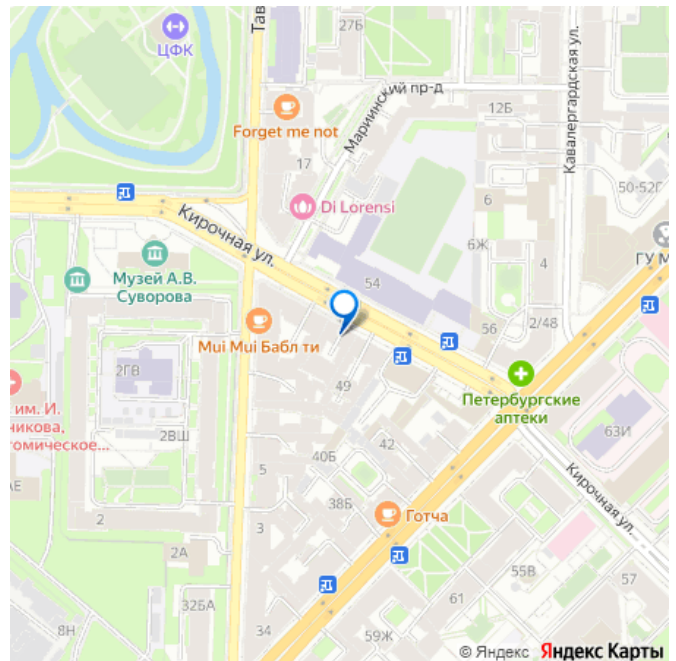 Тав
27Б
ЦФК
Мариинский пр-д
12Б
Кавалергардская ул.
Forget me not
17
6
50-52
Di Lorensi
Кирочная ул.
6Ж
ГУ М
4
Музей А.В.
Суворова
54
2/48
56
Mui Mui Бабл ти
2ГВ
49
Петербургские
аптеки
им. И.
никова,
томическое...
2ВШ
42
63И
40Б
АЕ
5
Кирочная ул.
38Б
Готча
2
3
2А
55В
57
32БА
61
8Н
34
59Ж
© Яндекс Яндекс Карты